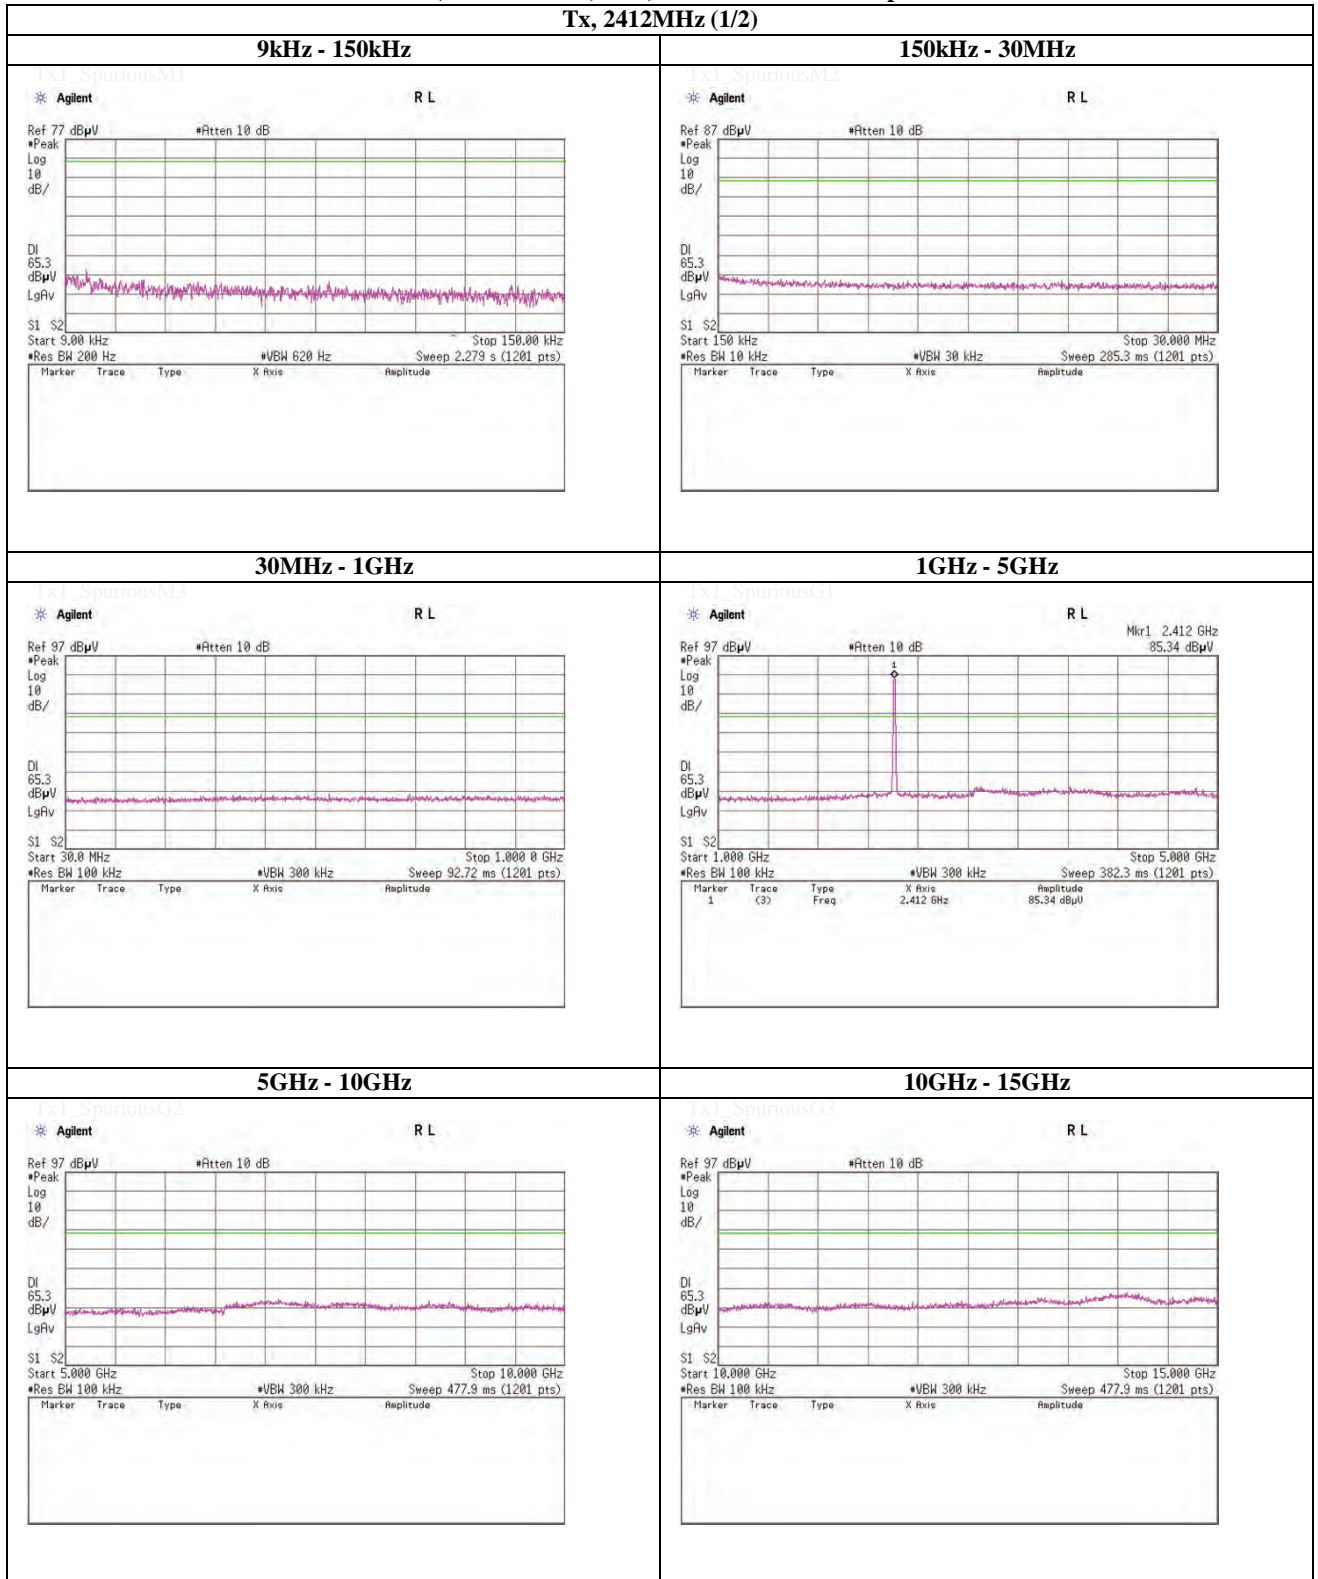 Tx, 2412MHz (1/2)
9kHz - 150kHz
150kHz - 30MHz
Tx1_SpuriousM1
Agilent
R L
Ref 77 dBµV
#Atten 10 dB
#Peak
Log
10
dB/
DI
65.3
dBµV
LgAv
S1 S2
Start 9.00 kHz
Stop 150.00 kHz
#Res BW 200 Hz
#VBW 620 Hz
Sweep 2.279 s (1201 pts)
Marker Trace Type X Axis Amplitude
Tx1_SpuriousM2
Agilent
R L
Ref 87 dBµV
#Atten 10 dB
#Peak
Log
10
dB/
DI
65.3
dBµV
LgAv
S1 S2
Start 150 kHz
Stop 30.000 MHz
#Res BW 10 kHz
#VBW 30 kHz
Sweep 285.3 ms (1201 pts)
Marker Trace Type X Axis Amplitude
30MHz - 1GHz
1GHz - 5GHz
Tx1_SpuriousM3
Agilent
R L
Ref 97 dBµV
#Atten 10 dB
#Peak
Log
10
dB/
DI
65.3
dBµV
LgAv
S1 S2
Start 30.0 MHz
Stop 1.000 0 GHz
#Res BW 100 kHz
#VBW 300 kHz
Sweep 92.72 ms (1201 pts)
Marker Trace Type X Axis Amplitude
Tx1_SpuriousG1
Agilent
R L
Mkr1 2.412 GHz
Ref 97 dBµV
#Atten 10 dB
85.34 dBµV
#Peak
Log
10
dB/
1
DI
65.3
dBµV
LgAv
S1 S2
Start 1.000 GHz
Stop 5.000 GHz
#Res BW 100 kHz
#VBW 300 kHz
Sweep 382.3 ms (1201 pts)
Marker Trace Type X Axis Amplitude
1 (3) Freq 2.412 GHz 85.34 dBµV
5GHz - 10GHz
10GHz - 15GHz
Tx1_SpuriousG2
Agilent
R L
Ref 97 dBµV
#Atten 10 dB
#Peak
Log
10
dB/
DI
65.3
dBµV
LgAv
S1 S2
Start 5.000 GHz
Stop 10.000 GHz
#Res BW 100 kHz
#VBW 300 kHz
Sweep 477.9 ms (1201 pts)
Marker Trace Type X Axis Amplitude
Tx1_SpuriousG3
Agilent
R L
Ref 97 dBµV
#Atten 10 dB
#Peak
Log
10
dB/
DI
65.3
dBµV
LgAv
S1 S2
Start 10.000 GHz
Stop 15.000 GHz
#Res BW 100 kHz
#VBW 300 kHz
Sweep 477.9 ms (1201 pts)
Marker Trace Type X Axis Amplitude